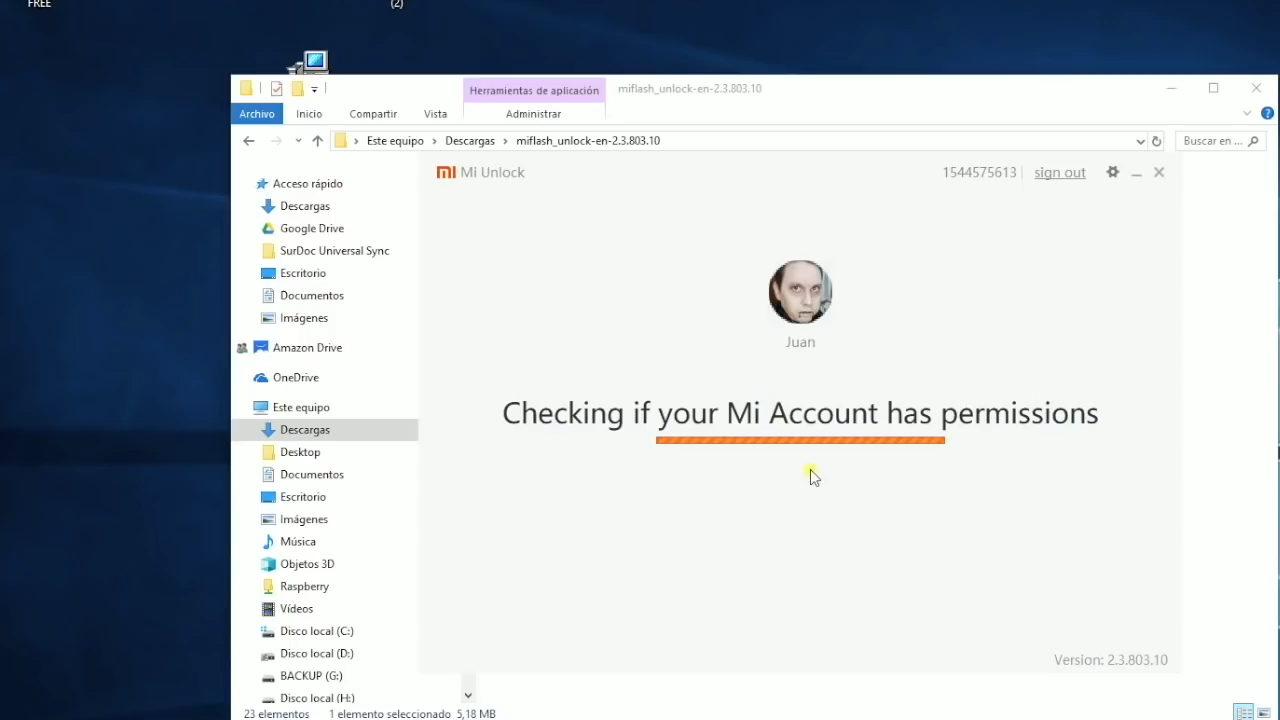 FREE
(2)
Herramientas de aplicación
miflash_unlock-en-2.3.803.10
Archivo
Inicio
Compartir
Vista
Administrar
Este equipo
Descargas
miflash_unlock-en-2.3.803.10
Buscar en ...
mi Mi Unlock
1544575613
sign out
Acceso rápido
Descargas
Google Drive
SurDoc Universal Sync
Escritorio
Documentos
Imágenes
Amazon Drive
OneDrive
Este equipo
Descargas
Desktop
Documentos
Escritorio
Imágenes
Música
Objetos 3D
Raspberry
Vídeos
Disco local (C:)
Disco local (D:)
BACKUP (G:)
Disco local (H:)
Juan
Checking if your Mi Account has permissions
Version: 2.3.803.10
23 elementos
1 elemento seleccionado 5,18 MB